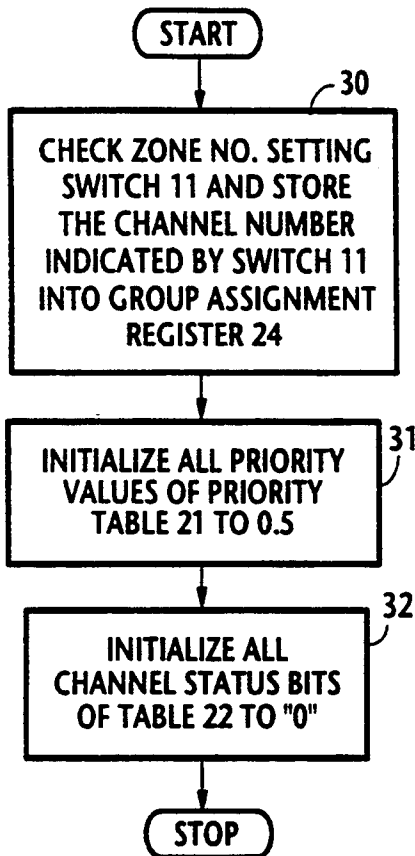 START
30
CHECK ZONE NO. SETTING
SWITCH 11 AND STORE
THE CHANNEL NUMBER
INDICATED BY SWITCH 11
INTO GROUP ASSIGNMENT
REGISTER 24
31
INITIALIZE ALL PRIORITY
VALUES OF PRIORITY
TABLE 21 TO 0.5
32
INITIALIZE ALL
CHANNEL STATUS BITS
OF TABLE 22 TO "0"
STOP